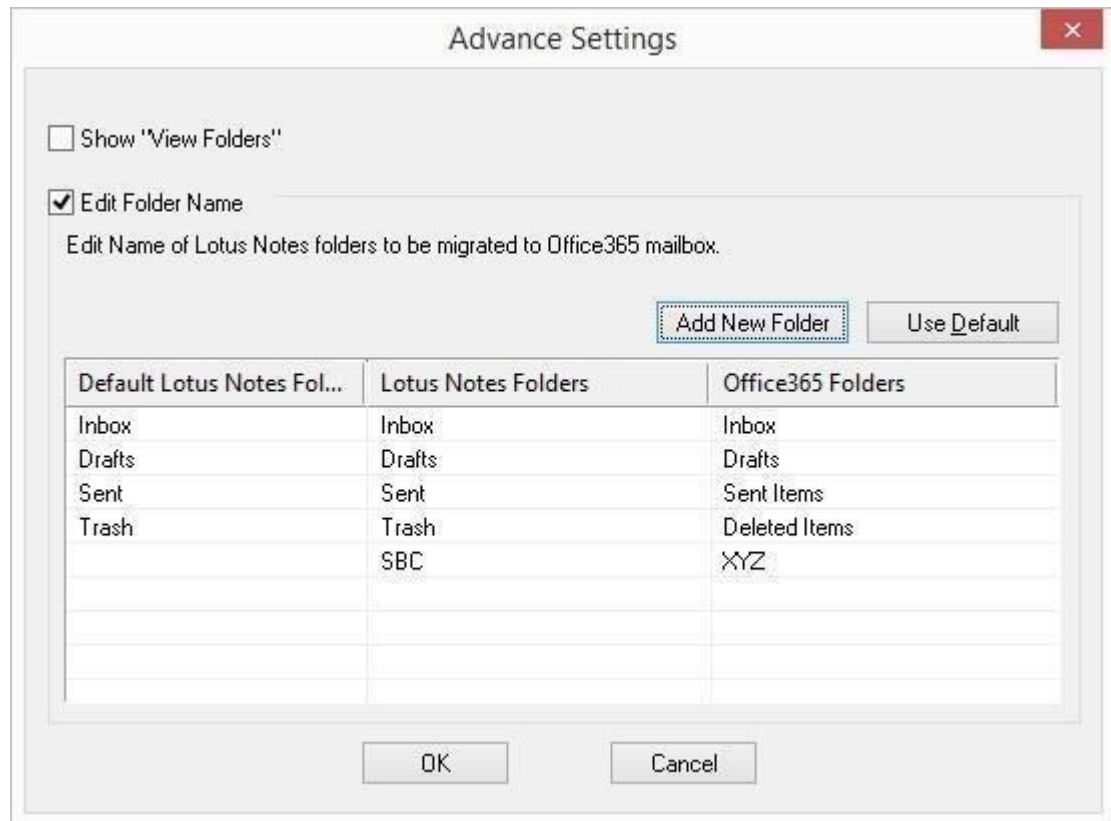 Advance Settings
Show "View Folders"
Edit Folder Name
Edit Name of Lotus Notes folders to be migrated to Office365 mailbox.
Add New Folder Use Default
Default Lotus Notes Fol... Lotus Notes Folders Office365 Folders
Inbox Inbox Inbox
Drafts Drafts Drafts
Sent Sent Sent Items
Trash Trash Deleted Items
SBC XYZ
OK Cancel